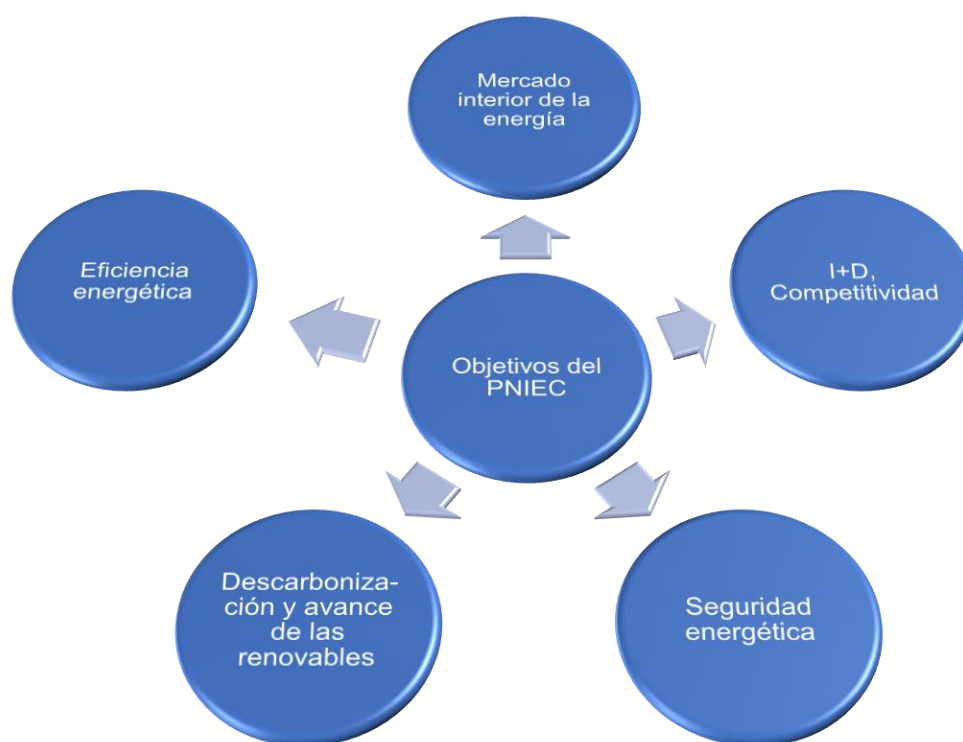 Mercado
interior de la
energía
Eficiencia
energética
I+D,
Competitividad
Objetivos del
PNIEC
Descarboniza-
ción y avance
de las
renovables
Seguridad
energética